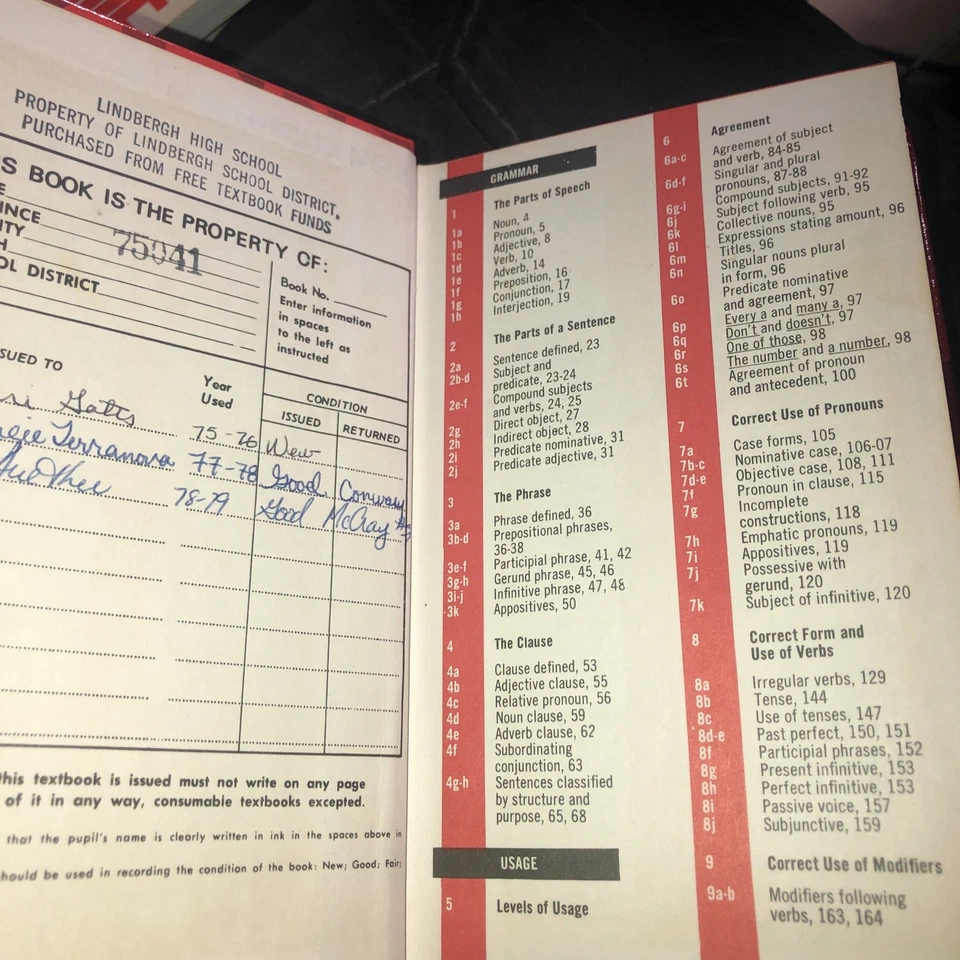 LINDBERGH HIGH SCHOOL
PROPERTY OF LINDBERGH SCHOOL DISTRICT.
PURCHASED FROM FREE TEXTBOOK FUNDS
S BOOK IS THE PROPERTY OF:
75041
DISTRICT
Book No.
Enter information
in spaces
to the left as
instructed
SUED TO
Year
Used
CONDITION
ISSUED
RETURNED
75-76
Terranova 77-78 Good Conway
78-79 Good McCray
this textbook is issued must not write on any page
of it in any way, consumable textbooks excepted.
that the pupil's name is clearly written in ink in the spaces above in
hould be used in recording the condition of the book: New; Good; Fair;
GRAMMAR
1 The Parts of Speech
1a Noun, 4
1b Pronoun, 5
1c Adjective, 8
1d Verb, 10
1e Adverb, 14
1f Preposition, 16
1g Conjunction, 17
1h Interjection, 19
2 The Parts of a Sentence
2a Sentence defined, 23
2b-d Subject and
predicate, 23-24
2e-f Compound subjects
and verbs, 24, 25
2g Direct object, 27
2h Indirect object, 28
2i Predicate nominative, 31
2j Predicate adjective, 31
3 The Phrase
3a Phrase defined, 36
3b-d Prepositional phrases,
36-38
3e-f Participial phrase, 41, 42
3g-h Gerund phrase, 45, 46
3i-j Infinitive phrase, 47, 48
3k Appositives, 50
4 The Clause
4a Clause defined, 53
4b Adjective clause, 55
4c Relative pronoun, 56
4d Noun clause, 59
4e Adverb clause, 62
4f Subordinating
conjunction, 63
4g-h Sentences classified
by structure and
purpose, 65, 68
USAGE
5 Levels of Usage
6 Agreement
6a-c Agreement of subject
and verb, 84-85
6d-f Singular and plural
pronouns, 87-88
6g-i Compound subjects, 91-92
6j Subject following verb, 95
6k Collective nouns, 95
6l Expressions stating amount, 96
6m Titles, 96
6n Singular nouns plural
in form, 96
6o Predicate nominative
and agreement, 97
6p Every a and many a, 97
6q Don't and doesn't, 97
6r One of those, 98
6s The number and a number, 98
6t Agreement of pronoun
and antecedent, 100
7 Correct Use of Pronouns
7a Case forms, 105
7b-c Nominative case, 106-07
7d-e Objective case, 108, 111
7f Pronoun in clause, 115
7g Incomplete
constructions, 118
7h Emphatic pronouns, 119
7i Appositives, 119
7j Possessive with
gerund, 120
7k Subject of infinitive, 120
8 Correct Form and
Use of Verbs
8a Irregular verbs, 129
8b Tense, 144
8c Use of tenses, 147
8d-e Past perfect, 150, 151
8f Participial phrases, 152
8g Present infinitive, 153
8h Perfect infinitive, 153
8i Passive voice, 157
8j Subjunctive, 159
9 Correct Use of Modifiers
9a-b Modifiers following
verbs, 163, 164